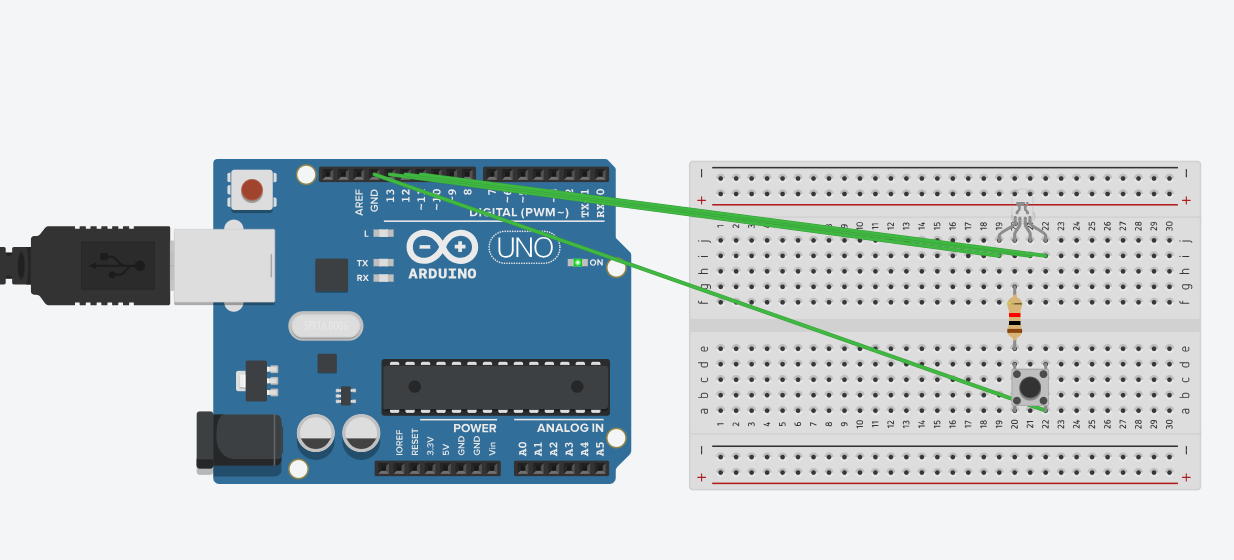 AREF
GND
13
12
~11
~10
~9
8
7
~6
~5
4
~3
2
TX→1
RX←0
DIGITAL (PWM~)
L
TX
RX
ARDUINO
UNO
ON
SPK16.000G
POWER
ANALOG IN
IOREF
RESET
3.3V
5V
GND
GND
Vin
A0
A1
A2
A3
A4
A5
− −
+ +
1 2 3 4 5 6 7 8 9 10 11 12 13 14 15 16 17 18 19 20 21 22 23 24 25 26 27 28 29 30
j j
i i
h h
g g
f f
e e
d d
c c
b b
a a
1 2 3 4 5 6 7 8 9 10 11 12 13 14 15 16 17 18 19 20 21 22 23 24 25 26 27 28 29 30
− −
+ +